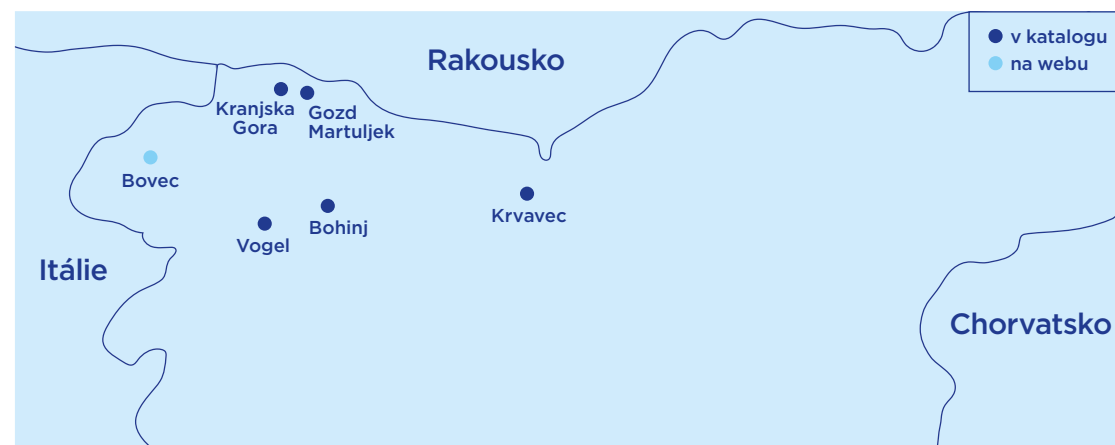 Rakousko
v katalogu
na webu
Kranjska
Gora
Gozd
Martuljek
Bovec
Vogel
Bohinj
Krvavec
Itálie
Chorvatsko